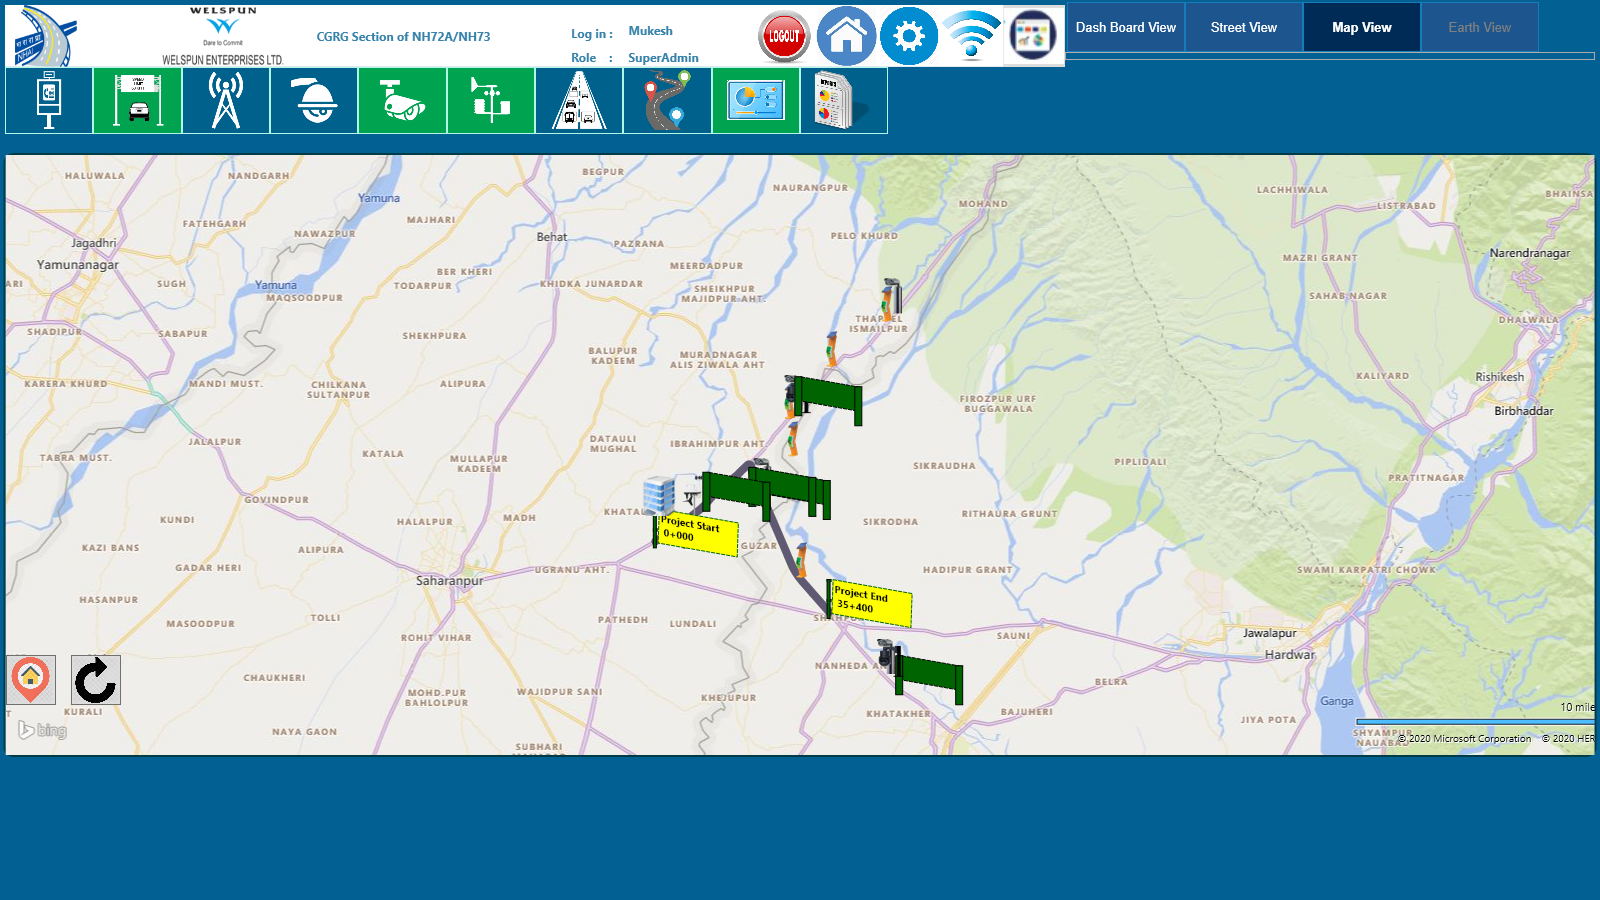 WELSPUN
Dare to Commit
WELSPUN ENTERPRISES LTD.
CGRG Section of NH72A/NH73
Log in : Mukesh
Role : SuperAdmin
LOGOUT
Dash Board View
Street View
Map View
Earth View
HALUWALA
NANDGARH
BEGPUR
NAURANGPUR
LACHHIWALA
BHAINSA
Yamuna
MOHAND
LISTRABAD
FATEHGARH
MAJHARI
NAWAZPUR
Behat
PAZRANA
PELO KHURD
Jagadhri
Yamunanagar
Narendranagar
MAZRI GRANT
MEERDADPUR
BER KHERI
ARI
SUGH
Yamuna
TODARPUR
KHIDKA JUNARDAR
SHEIKHPUR
MAJIDPUR AHT.
MAQSOODPUR
SAHAB NAGAR
SHADIPUR
SABAPUR
SHEKHPURA
ISMAILPUR
DHALWALA
BALUPUR
KADEEM
MURADNAGAR
ALIS ZIWALA AHT
KARERA KHURD
MANDI MUST.
CHILKANA
SULTANPUR
ALIPURA
KALIYARD
Rishikesh
FIROZPUR URF
BUGGAWALA
Birbhaddar
JALALPUR
DATAULI
MUGHAL
IBRAHIMPUR AHT.
TABRA MUST.
KATALA
MULLAPUR
KADEEM
SIKRAUDHA
PIPLIDALI
PRATITNAGAR
GOVINDPUR
KUNDI
HALALPUR
MADH
KHATAU
SIKRODHA
RITHAURA GRANT
Project Start
0+000
KAZI BANS
ALIPURA
GUZAR
GADAR HERI
Saharanpur
UGRANU AHT.
HADIPUR GRANT
SWAMI KARPATRI CHOWK
Project End
35+400
HASANPUR
MASOODPUR
TOLLI
PATHEDH
LUNDALI
ROHIT VIHAR
SAUNI
Jawalapur
Hardwar
NANHEDA A
CHAUKHERI
MOHD.PUR
BAHLOLPUR
WAJIDPUR SANI
KHEJUPUR
BELRA
Ganga
T
KURALI
KHATAKHER
BAJUHERI
JIYA POTA
10 mile
NAYA GAON
SUBHARI
bing
SHYAMPUR
NAUABAD
© 2020 Microsoft Corporation © 2020 HER